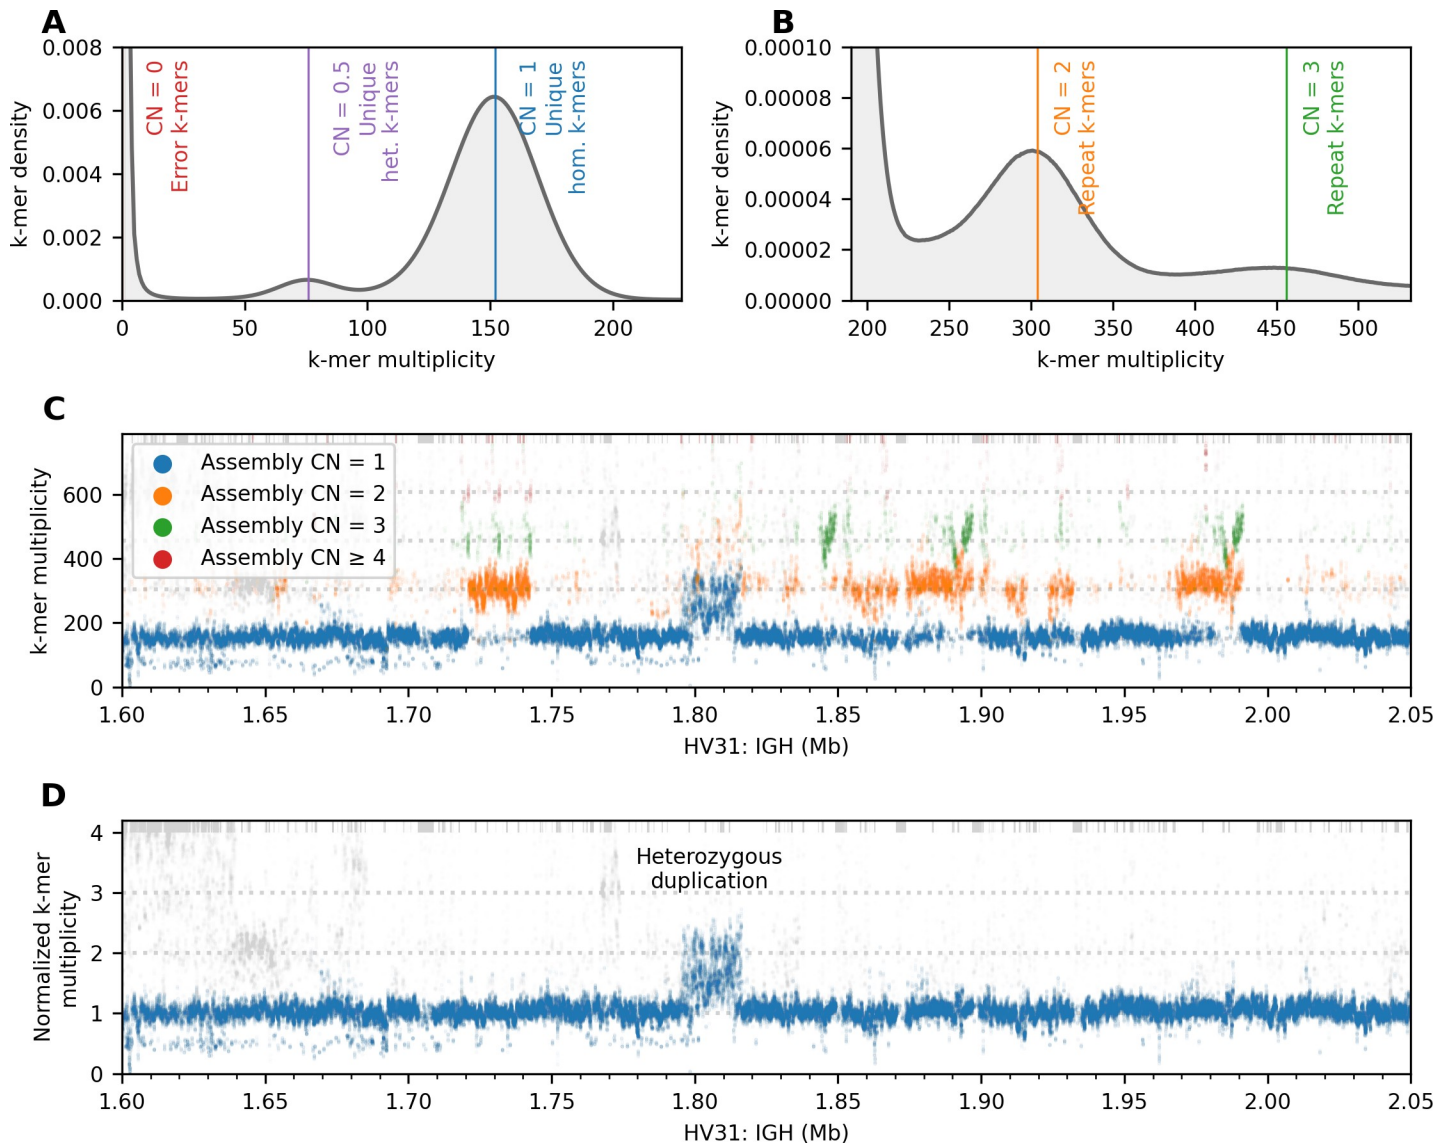 A
0.008
0.006
0.004
0.002
0.000
k-mer density
CN = 0
Error k-mers
CN = 0.5
Unique
het. k-mers
CN = 1
Unique
hom. k-mers
0
50
100
150
200
k-mer multiplicity
B
0.00010
0.00008
0.00006
0.00004
0.00002
0.00000
k-mer density
CN = 2
Repeat k-mers
CN = 3
Repeat k-mers
200
250
300
350
400
450
500
k-mer multiplicity
C
600
400
200
0
k-mer multiplicity
Assembly CN = 1
Assembly CN = 2
Assembly CN = 3
Assembly CN ≥ 4
1.60
1.65
1.70
1.75
1.80
1.85
1.90
1.95
2.00
2.05
HV31: IGH (Mb)
D
4
3
2
1
0
Normalized k-mer
multiplicity
Heterozygous
duplication
1.60
1.65
1.70
1.75
1.80
1.85
1.90
1.95
2.00
2.05
HV31: IGH (Mb)